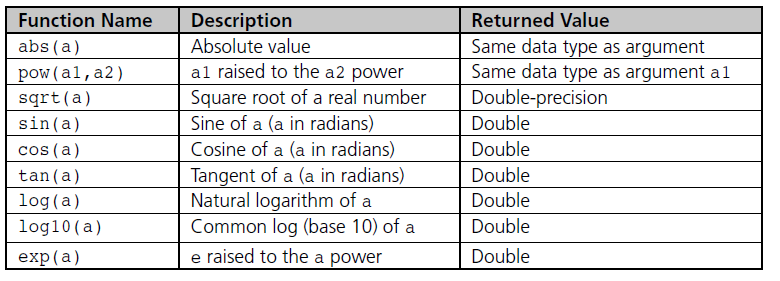 Function Name Description Returned Value
abs(a) Absolute value Same data type as argument
pow(a1,a2) a1 raised to the a2 power Same data type as argument a1
sqrt(a) Square root of a real number Double-precision
sin(a) Sine of a (a in radians) Double
cos(a) Cosine of a (a in radians) Double
tan(a) Tangent of a (a in radians) Double
log(a) Natural logarithm of a Double
log10(a) Common log (base 10) of a Double
exp(a) e raised to the a power Double